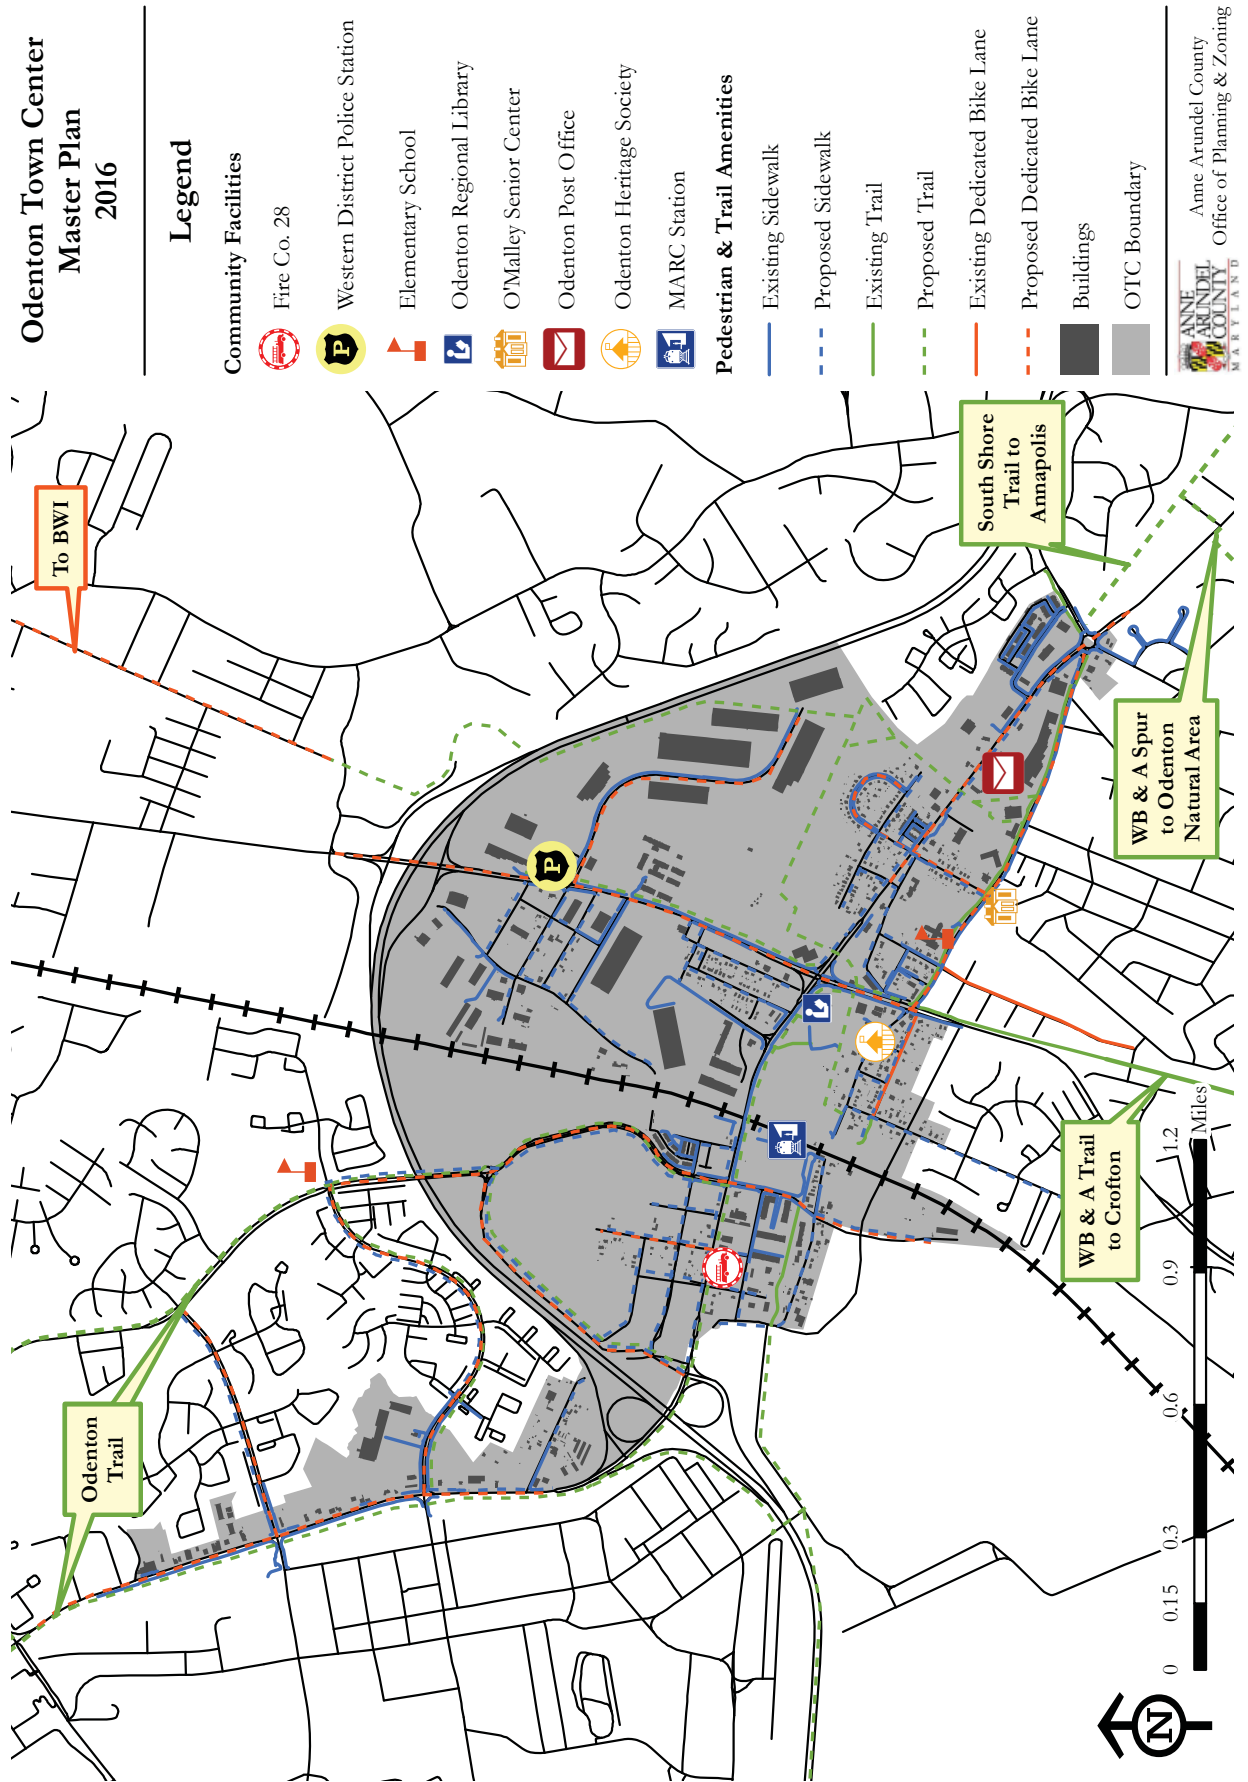 Odenton Town Center
Master Plan
2016
Legend
Community Facilities
Fire Co. 28
P
Western District Police Station
Elementary School
Odenton Regional Library
O'Malley Senior Center
Odenton Post Office
Odenton Heritage Society
MARC Station
Pedestrian & Trail Amenities
Existing Sidewalk
Proposed Sidewalk
Existing Trail
Proposed Trail
Existing Dedicated Bike Lane
Proposed Dedicated Bike Lane
Buildings
OTC Boundary
ANNE
ARUNDEL
COUNTY
MARYLAND
Anne Arundel County
Office of Planning & Zoning
To BWI
Odenton
Trail
P
South Shore
Trail to
Annapolis
WB & A Spur
to Odenton
Natural Area
WB & A Trail
to Crofton
0 0.15 0.3 0.6 0.9 1.2
Miles
N